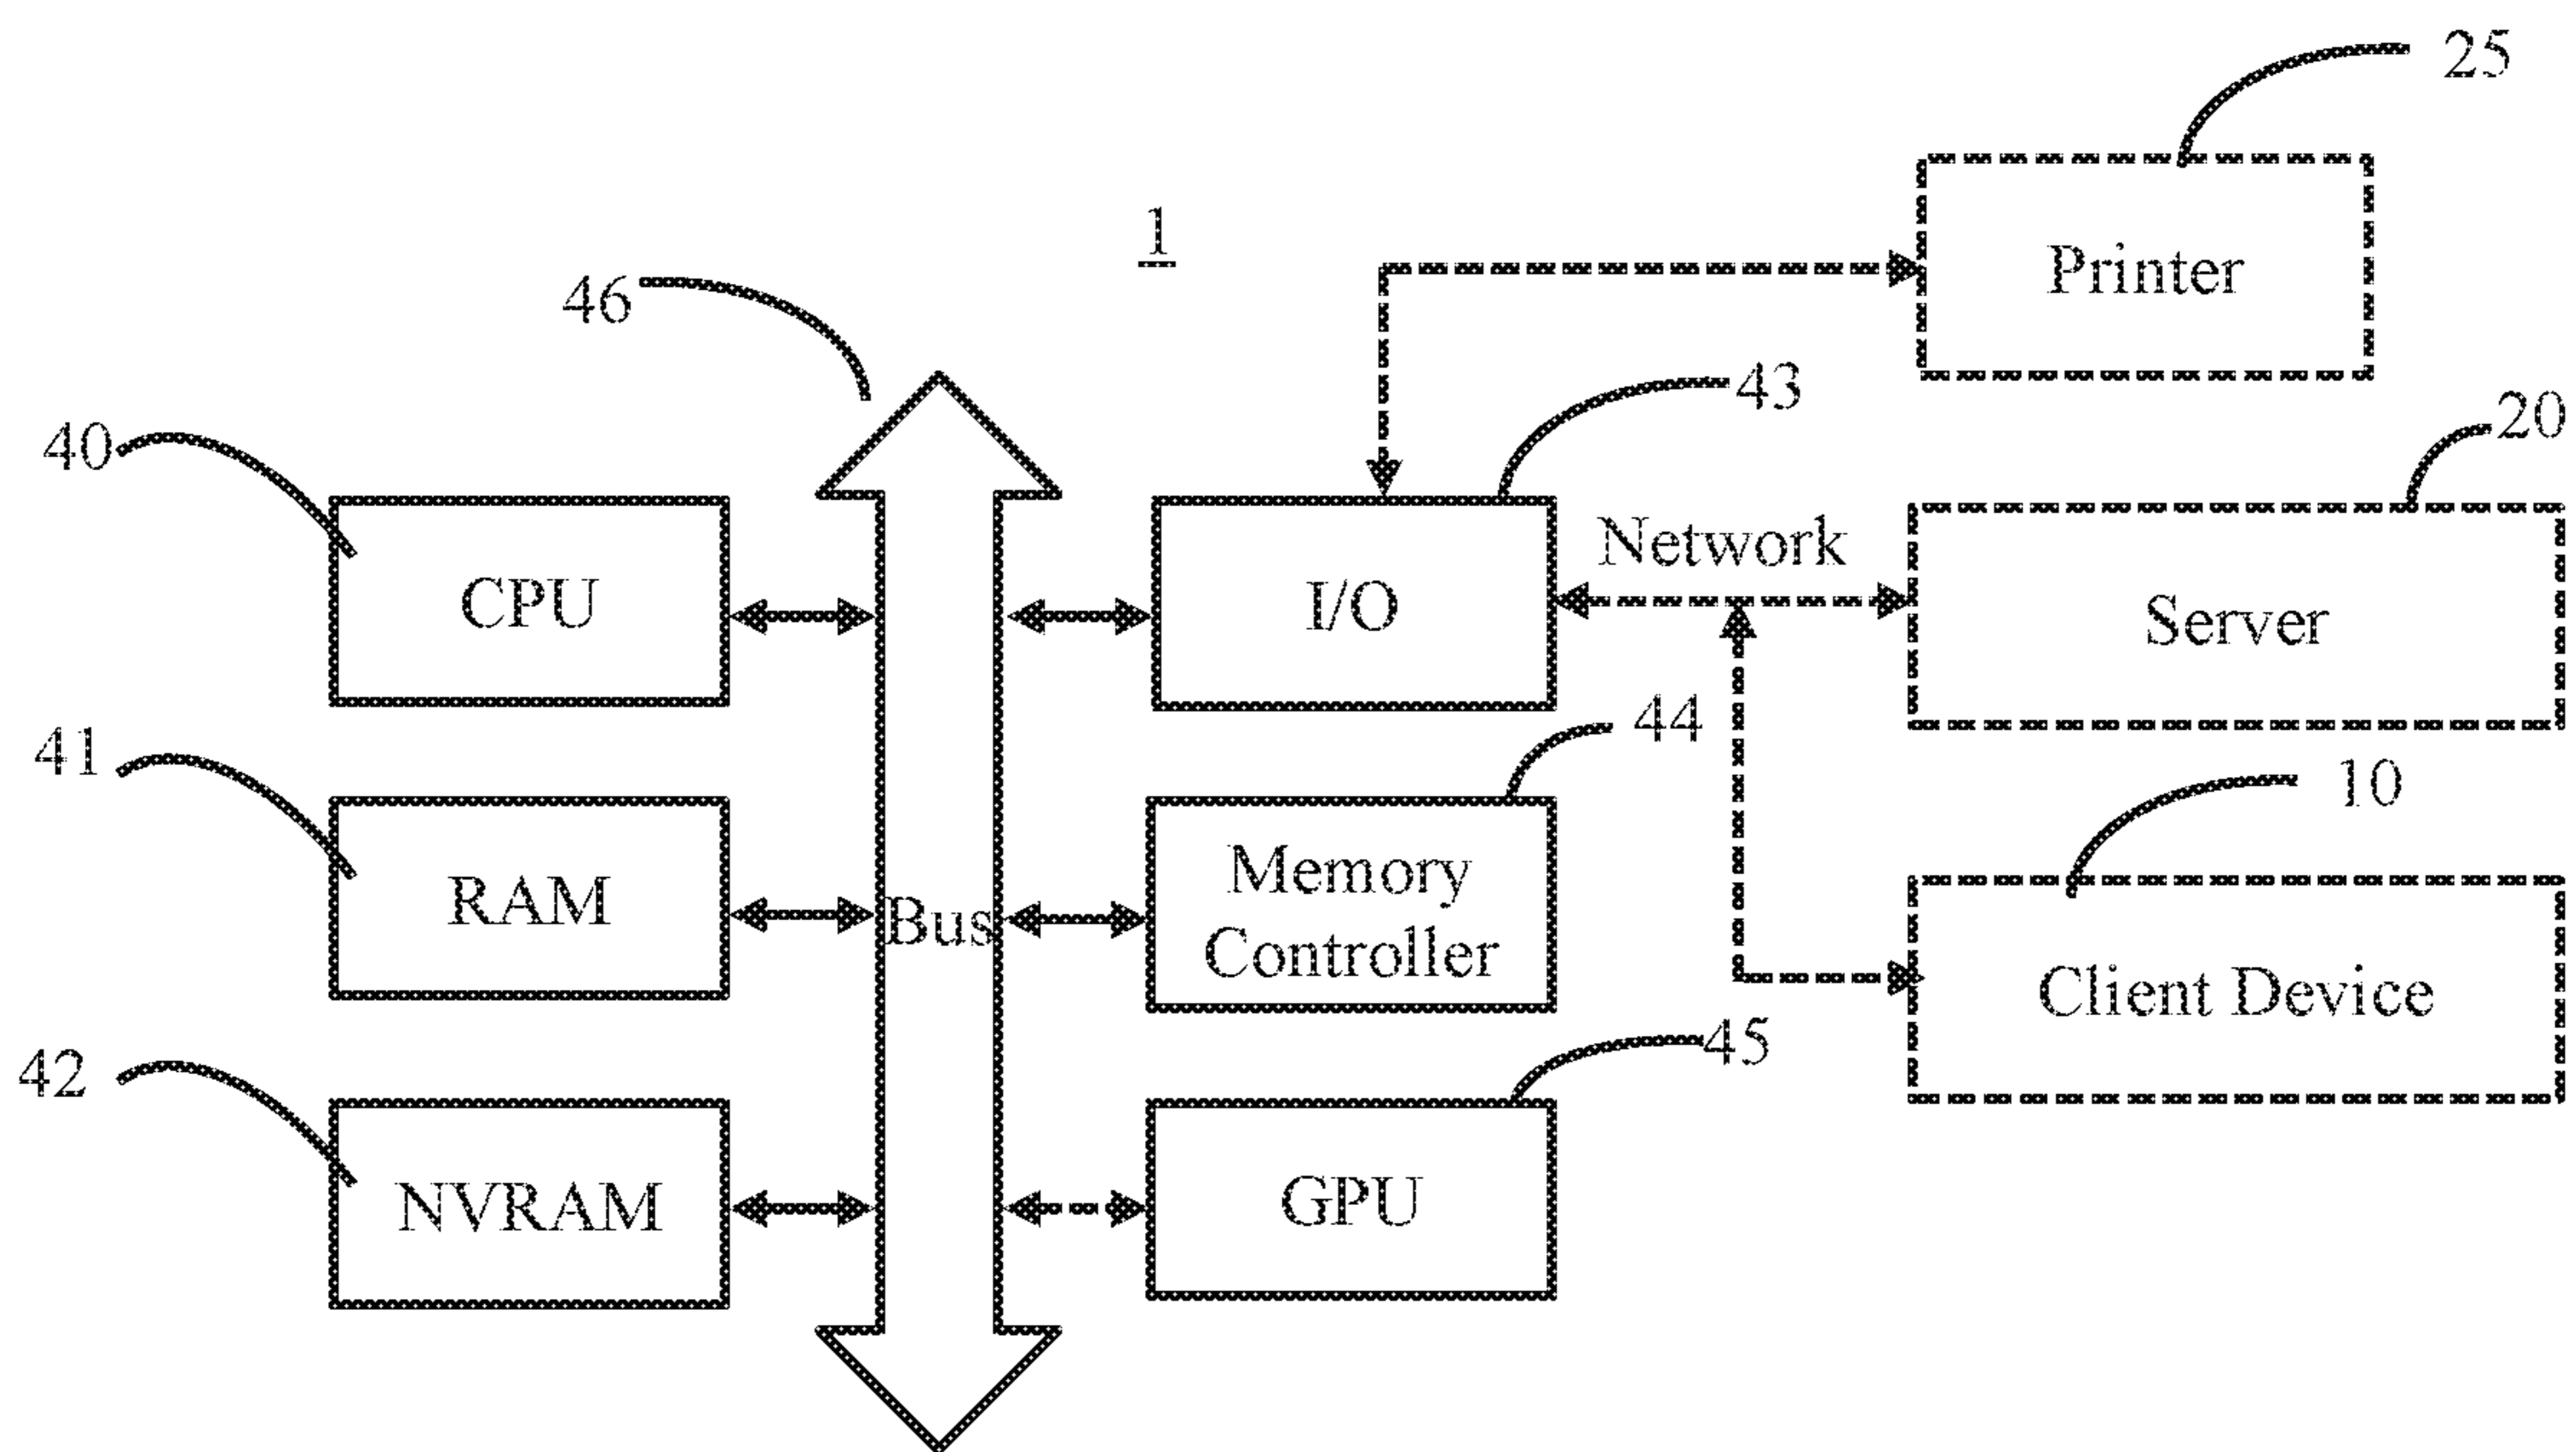 25
1
Printer
46
43
20
40
Network
CPU
I/O
Server
44
41
10
Memory
Controller
RAM
Bus
Client Device
45
42
NVRAM
GPU